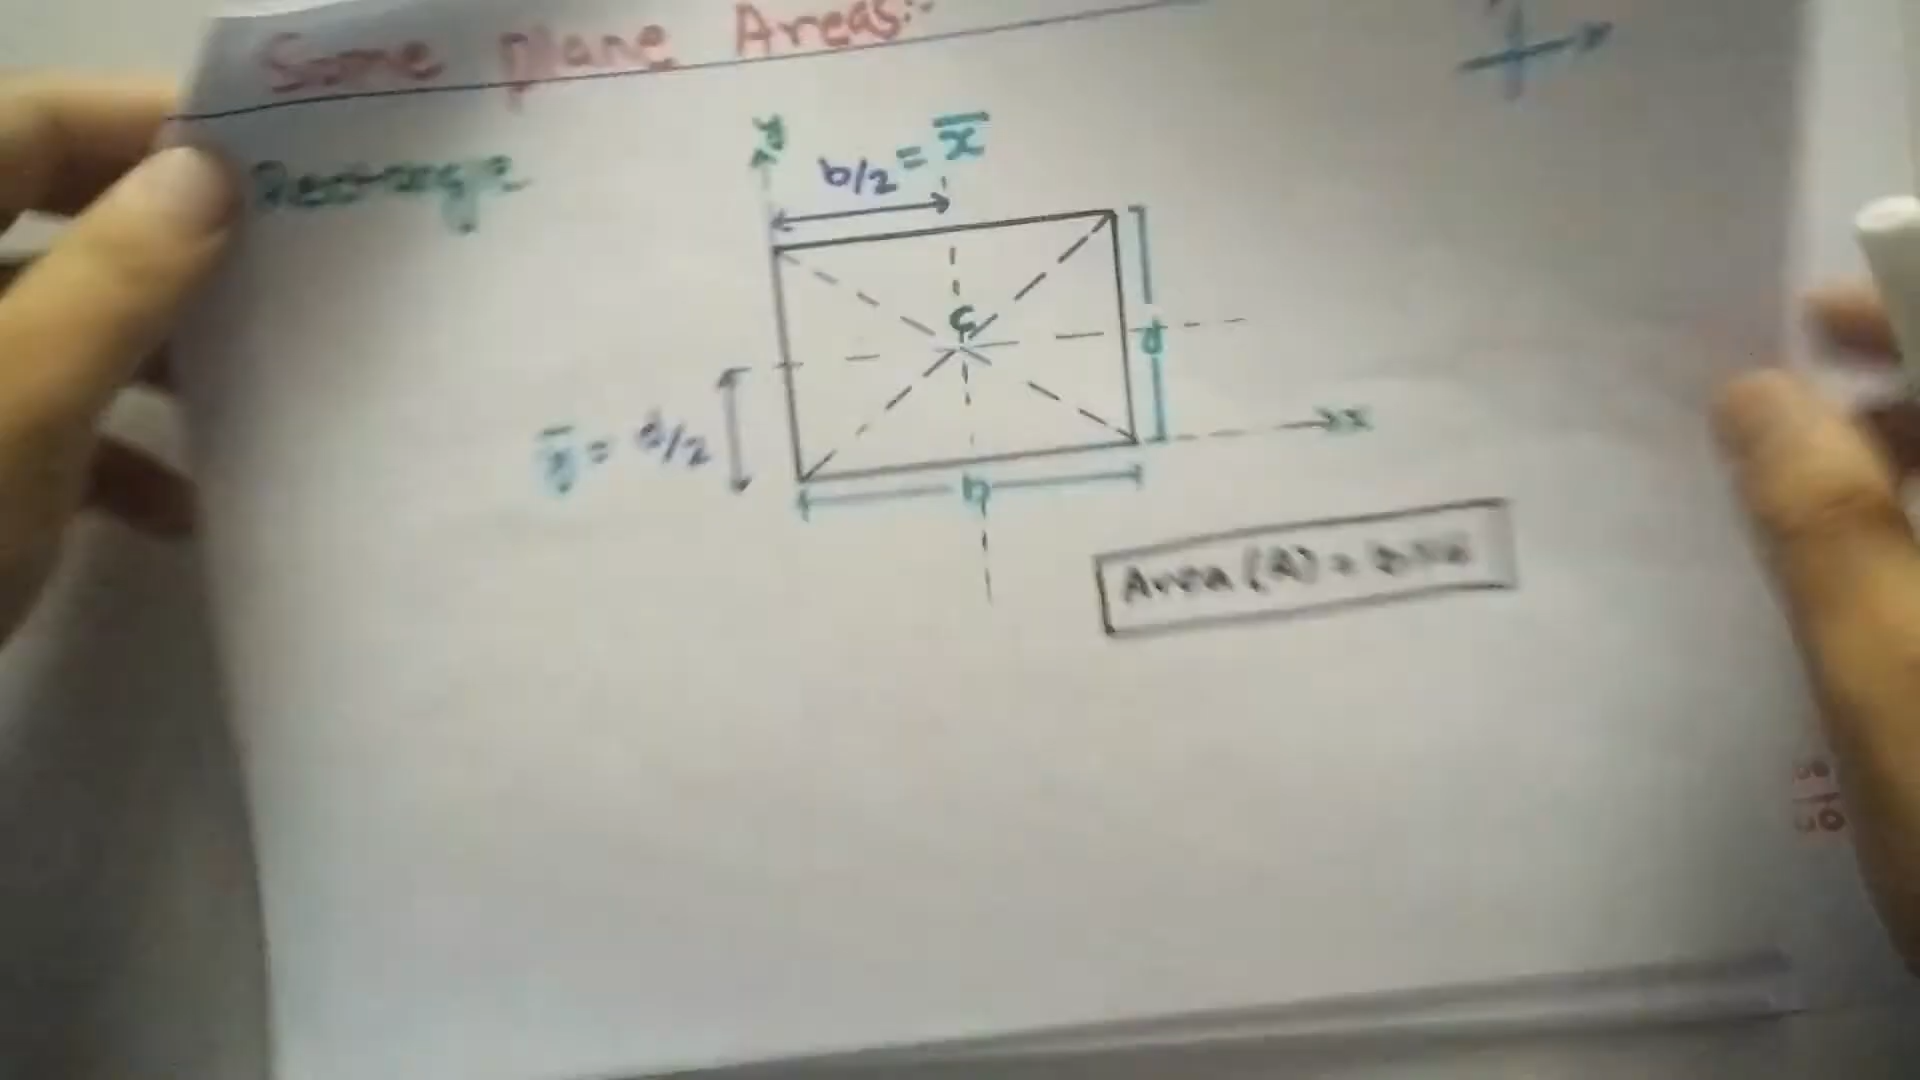 Some plane Areas:-
Rectangle
y
b/2 = x̄
G
d
x
ȳ = d/2
b
Area (A) = b×d